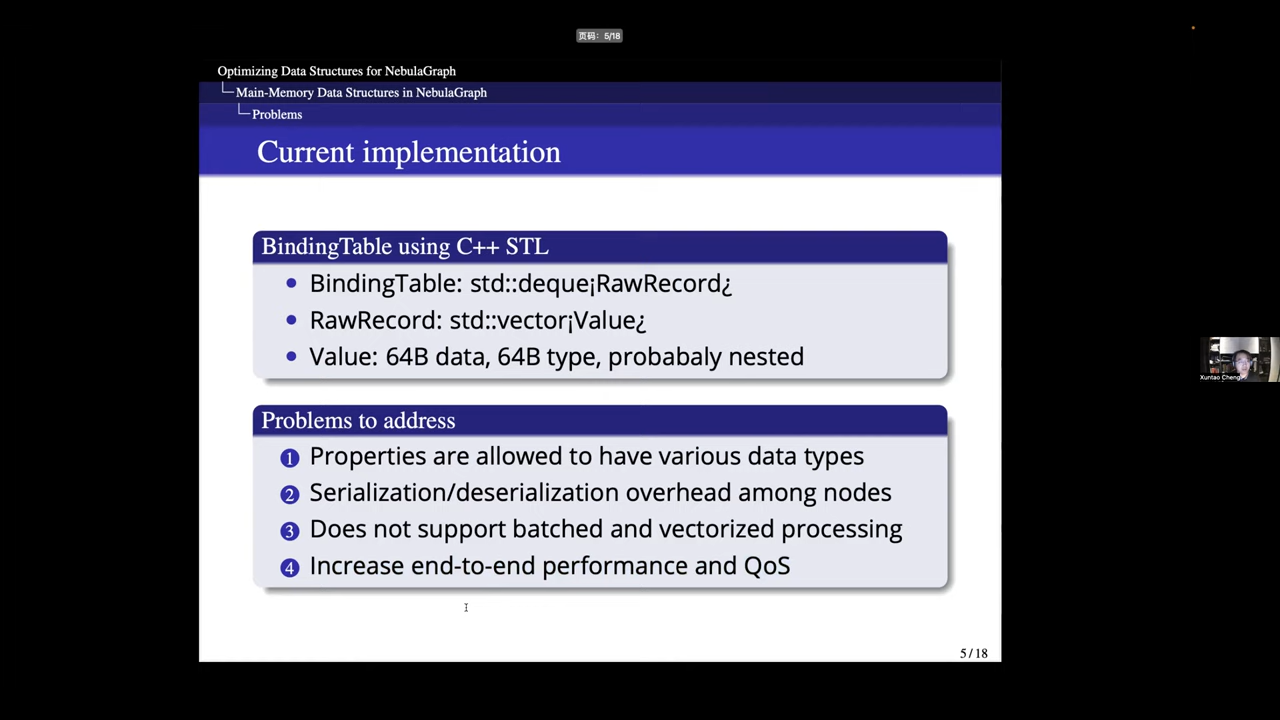 页码: 5/18
Optimizing Data Structures for NebulaGraph
Main-Memory Data Structures in NebulaGraph
Problems
Current implementation
BindingTable using C++ STL
• BindingTable: std::deque¡RawRecord¿
• RawRecord: std::vector¡Value¿
• Value: 64B data, 64B type, probabaly nested
Problems to address
1 Properties are allowed to have various data types
2 Serialization/deserialization overhead among nodes
3 Does not support batched and vectorized processing
4 Increase end-to-end performance and QoS
Xuntao Cheng
5 / 18